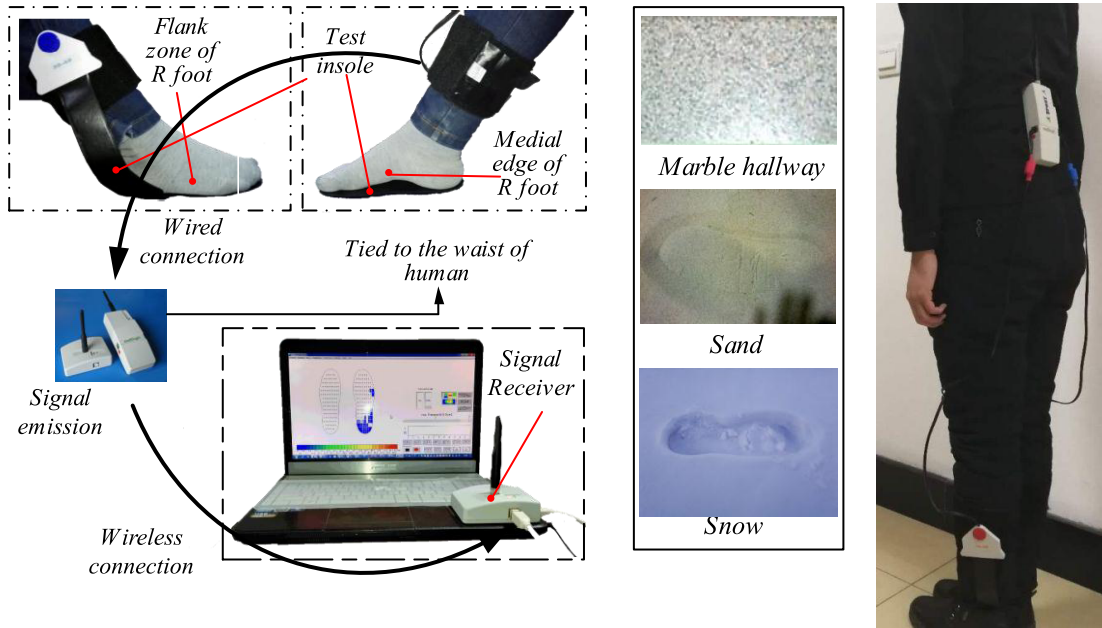 Flank
zone of
R foot
Test
insole
Medial
edge of
R foot
Wired
connection
Tied to the waist of
human
Signal
emission
Signal
Receiver
Wireless
connection
Marble hallway
Sand
Snow